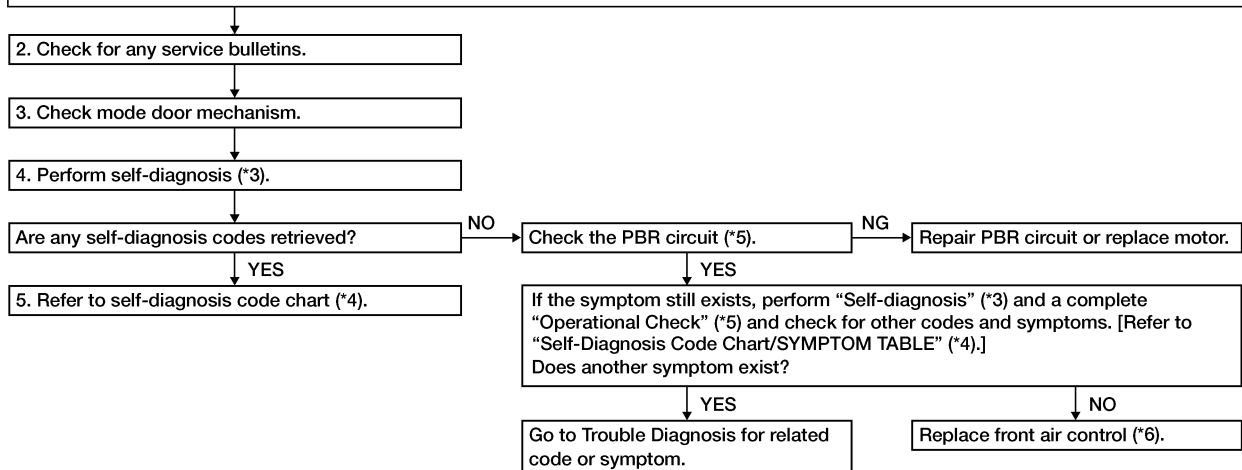 2. Check for any service bulletins.
3. Check mode door mechanism.
4. Perform self-diagnosis (*3).
Are any self-diagnosis codes retrieved?
NO
Check the PBR circuit (*5).
NG
Repair PBR circuit or replace motor.
YES
5. Refer to self-diagnosis code chart (*4).
YES
If the symptom still exists, perform “Self-diagnosis” (*3) and a complete
“Operational Check” (*5) and check for other codes and symptoms. [Refer to
“Self-Diagnosis Code Chart/SYMPTOM TABLE” (*4).]
Does another symptom exist?
YES
NO
Go to Trouble Diagnosis for related
code or symptom.
Replace front air control (*6).